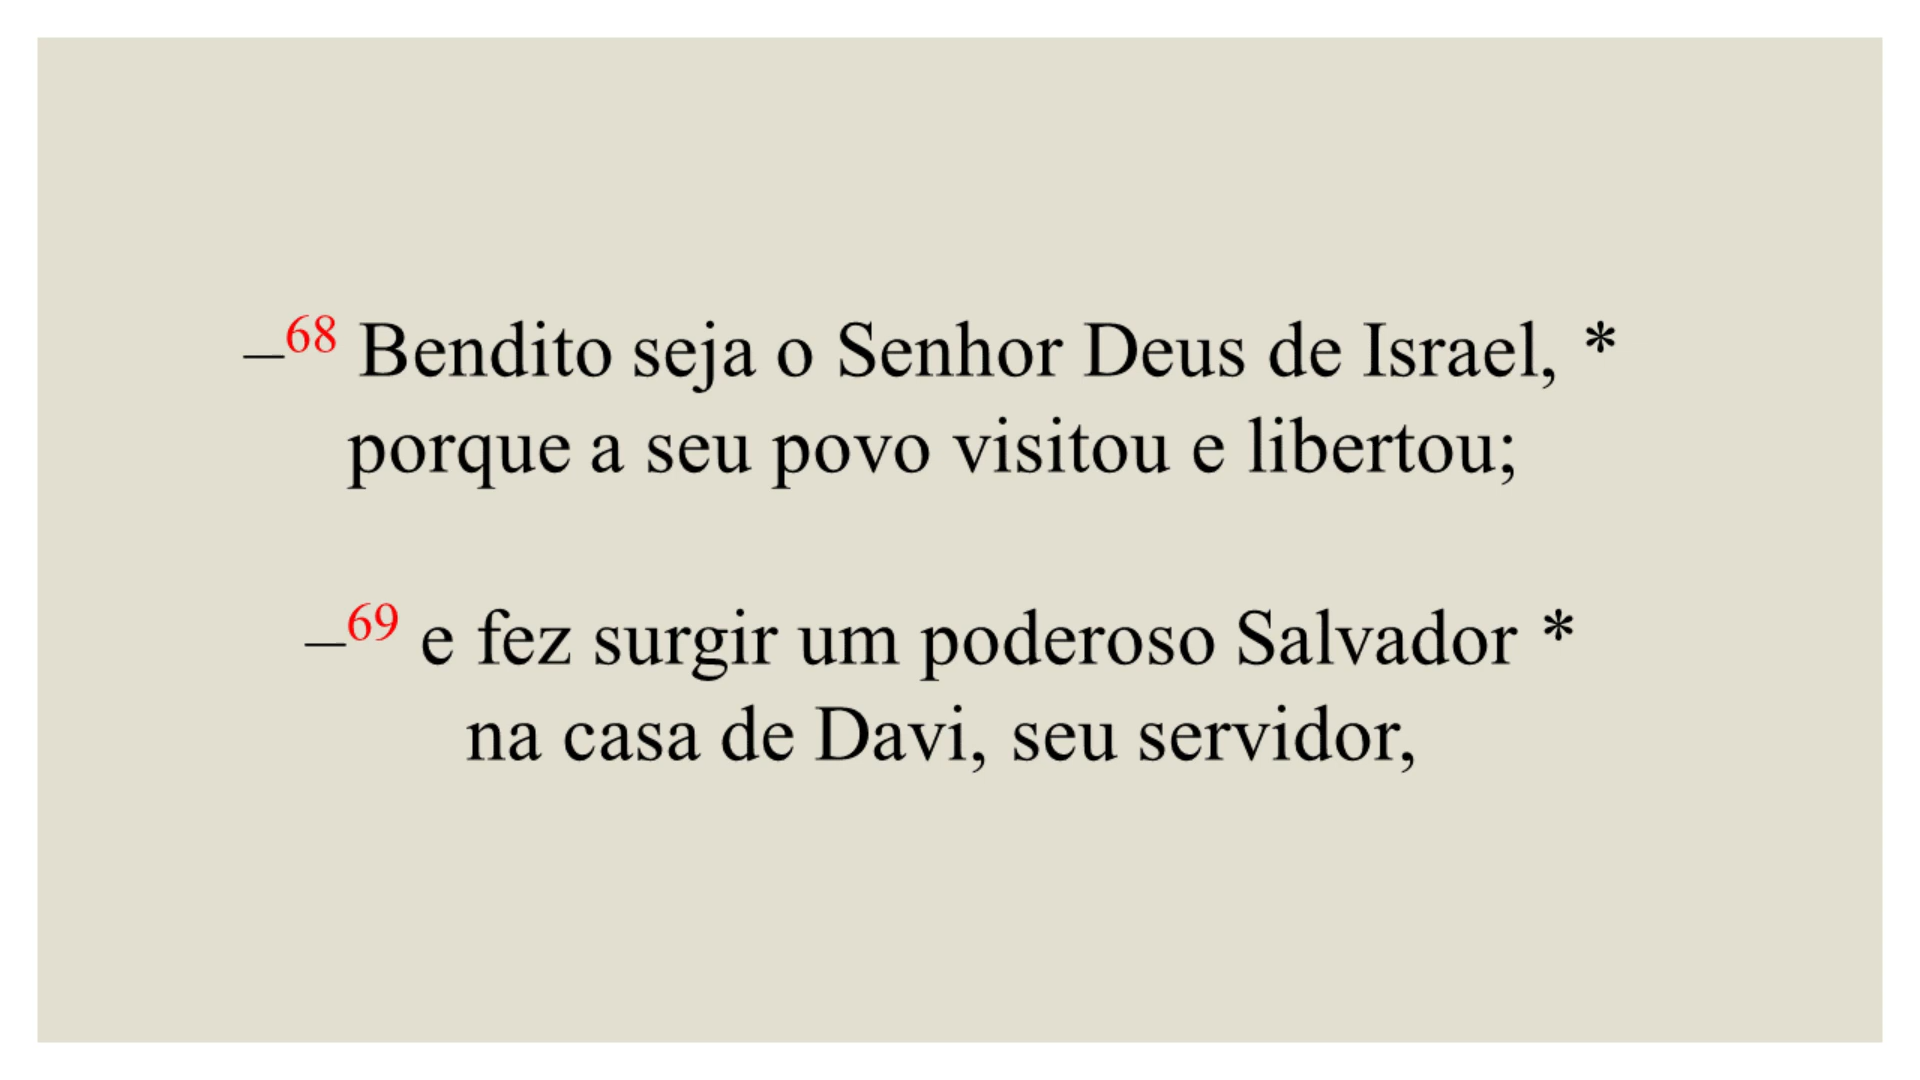 –68 Bendito seja o Senhor Deus de Israel, *
porque a seu povo visitou e libertou;
–69 e fez surgir um poderoso Salvador *
na casa de Davi, seu servidor,